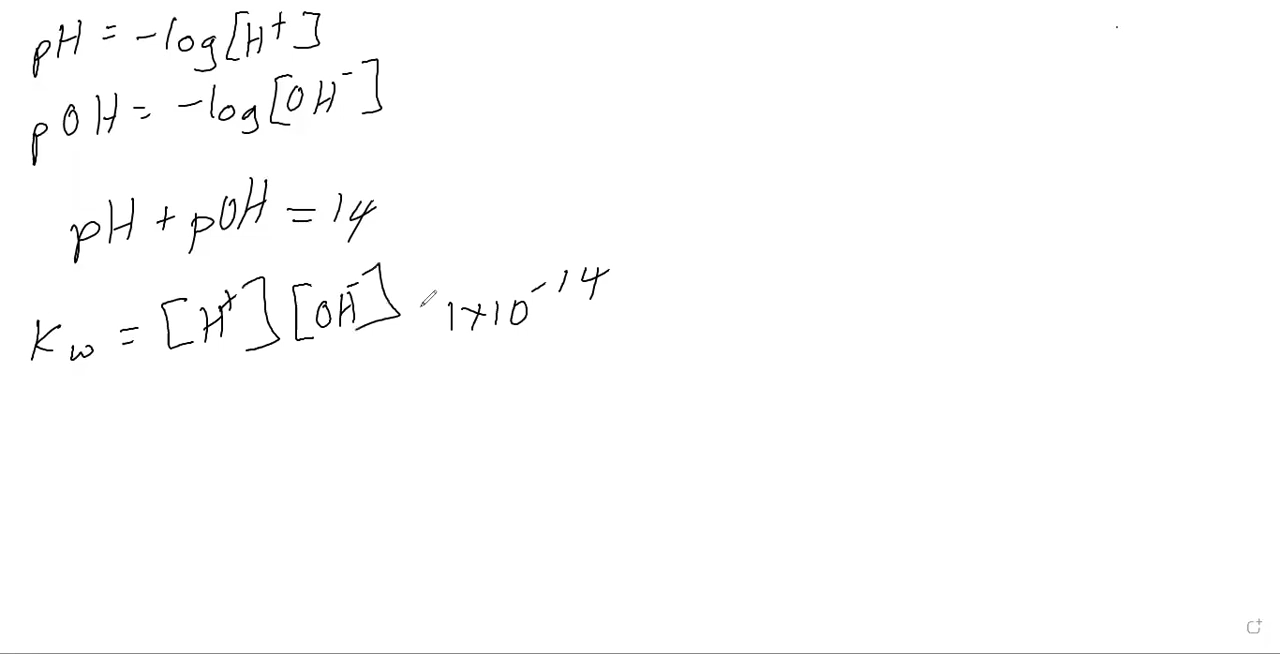 pH = -log[H⁺]
pOH = -log[OH⁻]
pH + pOH = 14
Kw = [H⁺][OH⁻] 1×10⁻¹⁴